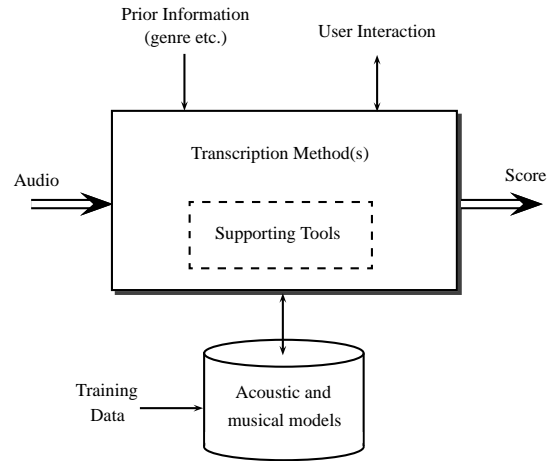 Prior Information
(genre etc.)
User Interaction
Transcription Method(s)
Audio
Score
Supporting Tools
Training
Data
Acoustic and
musical models